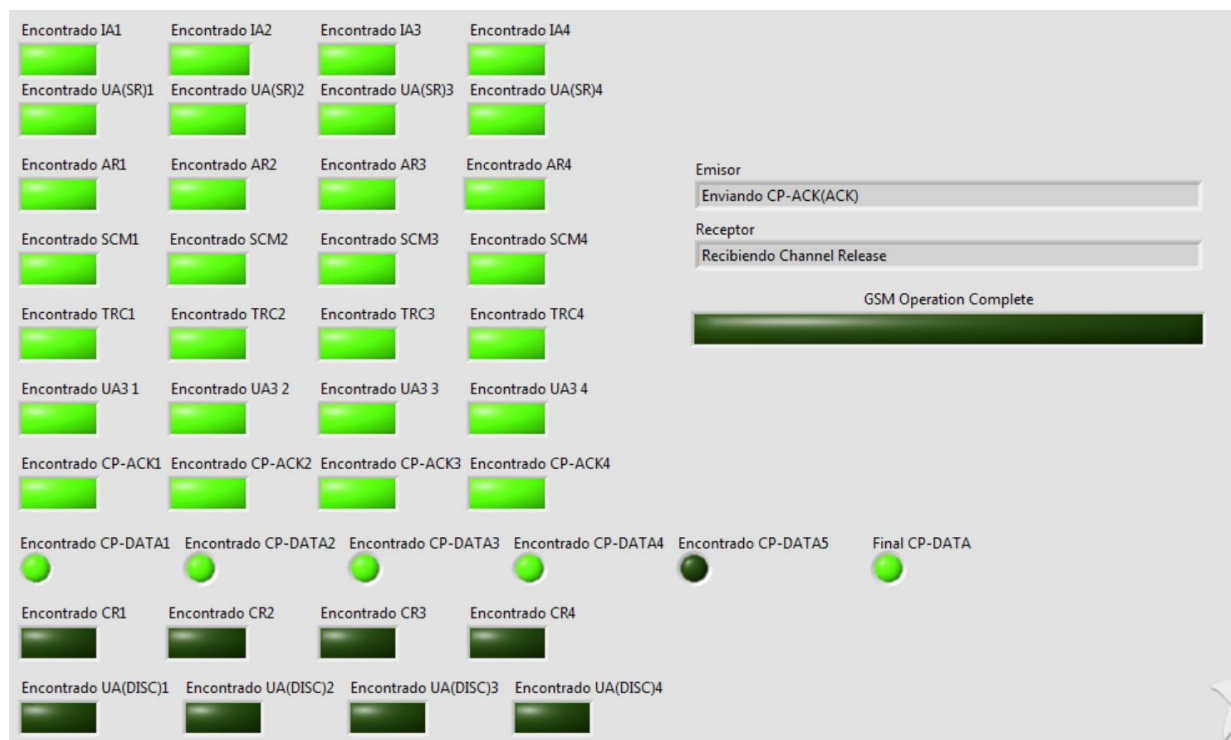 Encontrado IA1 Encontrado IA2 Encontrado IA3 Encontrado IA4
Encontrado UA(SR)1 Encontrado UA(SR)2 Encontrado UA(SR)3 Encontrado UA(SR)4
Encontrado AR1 Encontrado AR2 Encontrado AR3 Encontrado AR4
Encontrado SCM1 Encontrado SCM2 Encontrado SCM3 Encontrado SCM4
Encontrado TRC1 Encontrado TRC2 Encontrado TRC3 Encontrado TRC4
Encontrado UA3 1 Encontrado UA3 2 Encontrado UA3 3 Encontrado UA3 4
Encontrado CP-ACK1 Encontrado CP-ACK2 Encontrado CP-ACK3 Encontrado CP-ACK4
Encontrado CP-DATA1 Encontrado CP-DATA2 Encontrado CP-DATA3 Encontrado CP-DATA4 Encontrado CP-DATA5 Final CP-DATA
Encontrado CR1 Encontrado CR2 Encontrado CR3 Encontrado CR4
Encontrado UA(DISC)1 Encontrado UA(DISC)2 Encontrado UA(DISC)3 Encontrado UA(DISC)4
Emisor
Enviando CP-ACK(ACK)
Receptor
Recibiendo Channel Release
GSM Operation Complete